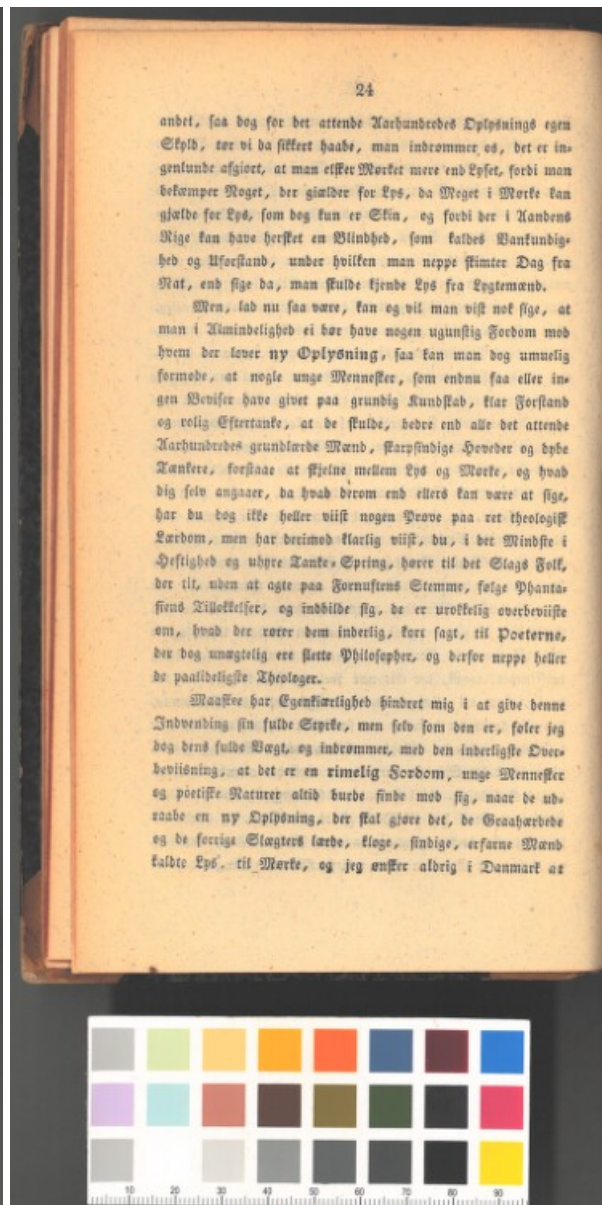 24
andet, saa dog for det attende Aarhundredes Oplysnings egen
Skyld, tør vi da sikkert haabe, man indrømmer os, det er in-
genlunde afgjort, at man elsker Mørket mere end Lyset, fordi man
bekæmper Noget, der gjælder for Lys, da Meget i Mørke kan
gjælde for Lys, som dog kun er Skin, og fordi der i Aandens
Rige kan have hersket en Blindhed, som kaldes Vankundig-
hed og Uforstand, under hvilken man neppe skimter Dag fra
Nat, end sige da, man skulde kjende Lys fra Lygtemænd.
Men, lad nu saa være, kan og vil man vist nok sige, at
man i Almindelighed ei bør have nogen ugunstig Fordom mod
hvem der lover ny Oplysning, saa kan man dog umuelig
formode, at nogle unge Mennesker, som endnu faa eller in-
gen Beviser have givet paa grundig Kundskab, klar Forstand
og rolig Eftertanke, at de skulde, bedre end alle det attende
Aarhundredes grundlærde Mænd, skarpsindige Hoveder og dybe
Tænkere, forstaae at skjelne mellem Lys og Mørke, og hvad
dig selv angaaer, da hvad derom end ellers kan være at sige,
har du dog ikke heller viist nogen Prøve paa ret theologisk
Lærdom, men har derimod klarlig viist, du, i det Mindste i
Heftighed og uhyre Tanke-Spring, hører til det Slags Folk,
der tit, uden at agte paa Fornuftens Stemme, følge Phanta-
siens Tillokkelser, og indbilde sig, de er urokkelig overbeviiste
om, hvad der rører dem inderlig, kort sagt, til Poeterne,
der dog unægtelig ere slette Philosopher, og derfor neppe heller
de paalideligste Theologer.
Maaskee har Egenkiærlighed hindret mig i at give denne
Indvending sin fulde Styrke, men selv som den er, føler jeg
dog dens fulde Vægt, og indrømmer, med den inderligste Over-
beviisning, at det er en rimelig Fordom, unge Mennesker
og poetiske Naturer altid burde finde mod sig, naar de ud-
raabe en ny Oplysning, der skal gjøre det, de Graahærdede
og de forrige Slægters lærde, kloge, sindige, erfarne Mænd
kaldte Lys, til Mørke, og jeg ønsker aldrig i Danmark at
10 20 30 40 50 60 70 80 90